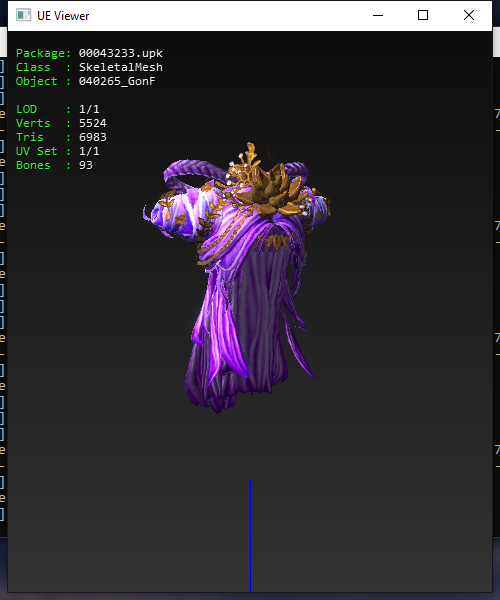 UE Viewer
Package: 00043233.upk
Class  : SkeletalMesh
Object : 040265_GonF
LOD    : 1/1
Verts  : 5524
Tris   : 6983
UV Set : 1/1
Bones  : 93